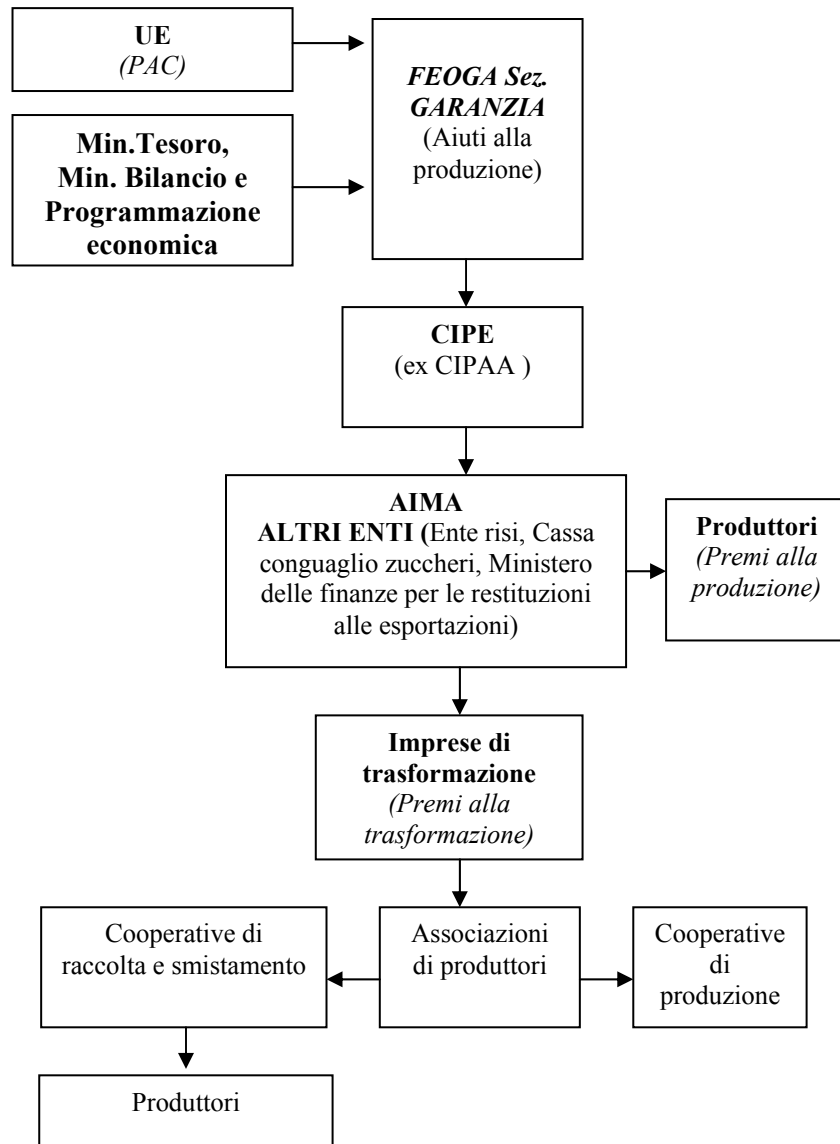 UE
(PAC)
FEOGA Sez.
GARANZIA
(Aiuti alla
produzione)
Min.Tesoro,
Min. Bilancio e
Programmazione
economica
CIPE
(ex CIPAA )
AIMA
ALTRI ENTI (Ente risi, Cassa
conguaglio zuccheri, Ministero
delle finanze per le restituzioni
alle esportazioni)
Produttori
(Premi alla
produzione)
Imprese di
trasformazione
(Premi alla
trasformazione)
Cooperative di
raccolta e smistamento
Associazioni
di produttori
Cooperative
di
produzione
Produttori